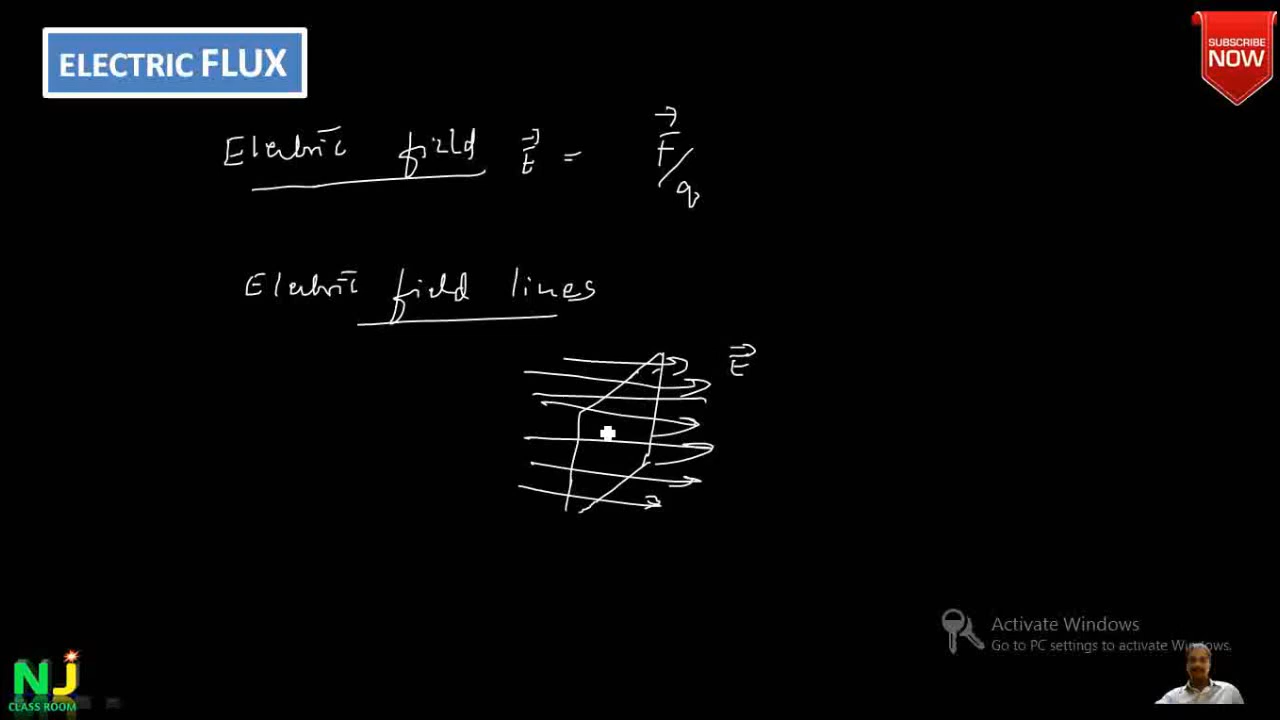 ELECTRIC FLUX
SUBSCRIBE
NOW
Electric field E⃗ = F⃗/q
Electric field lines
E⃗
Activate Windows
Go to PC settings to activate Windows.
NJ
CLASS ROOM